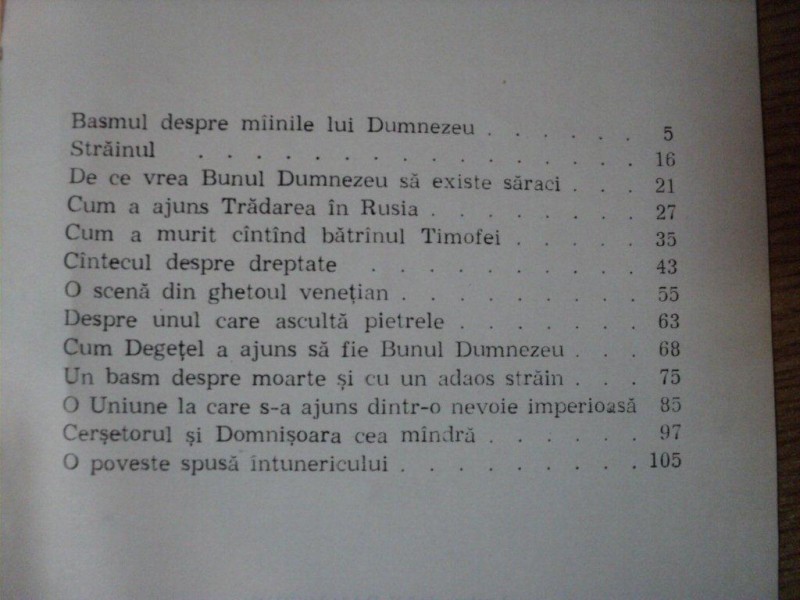 Basmul despre mîinile lui Dumnezeu . . . . . . 5
Străinul . . . . . . . . . . . . . . . . 16
De ce vrea Bunul Dumnezeu să existe săraci . . . 21
Cum a ajuns Trădarea în Rusia . . . . . . . . 27
Cum a murit cîntînd bătrînul Timofei . . . . . 35
Cîntecul despre dreptate . . . . . . . . . . 43
O scenă din ghetoul venețian . . . . . . . . . 55
Despre unul care ascultă pietrele . . . . . . . 63
Cum Degețel a ajuns să fie Bunul Dumnezeu . . . 68
Un basm despre moarte și cu un adaos străin . . . 75
O Uniune la care s-a ajuns dintr-o nevoie imperioasă 85
Cerșetorul și Domnișoara cea mîndră . . . . . . 97
O poveste spusă întunericului . . . . . . . . . 105